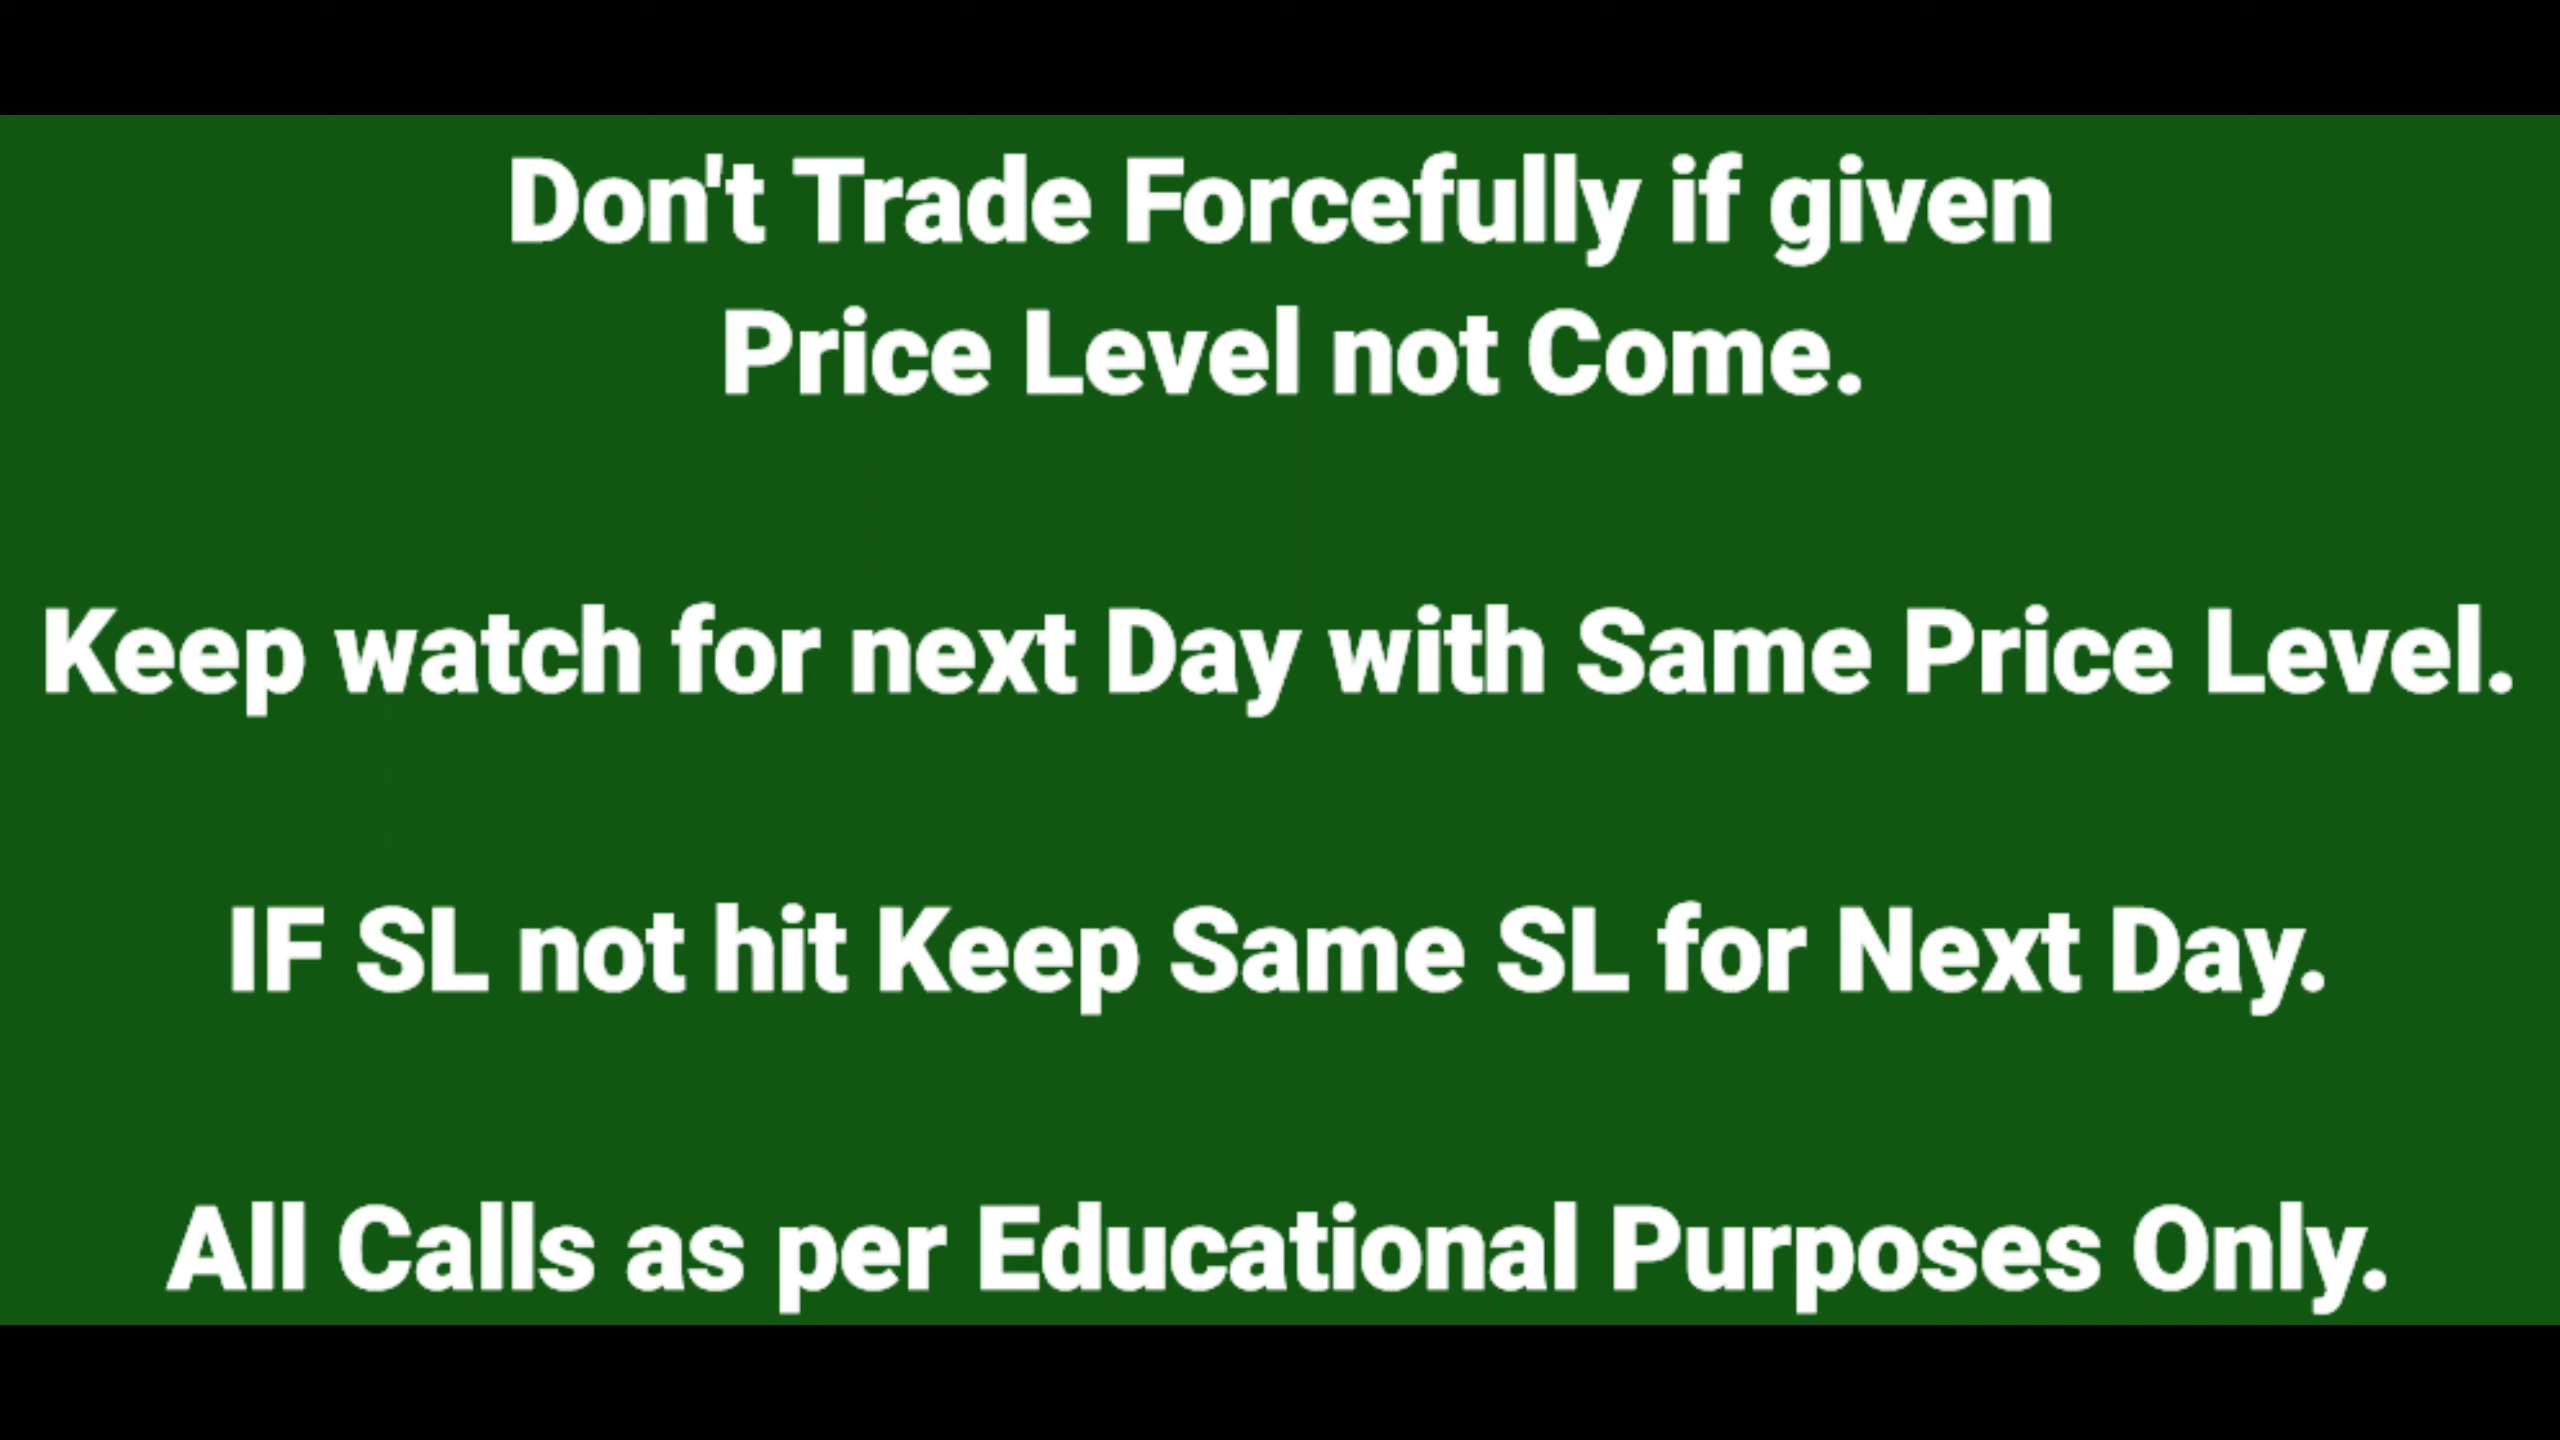 Don't Trade Forcefully if given
Price Level not Come.
Keep watch for next Day with Same Price Level.
IF SL not hit Keep Same SL for Next Day.
All Calls as per Educational Purposes Only.